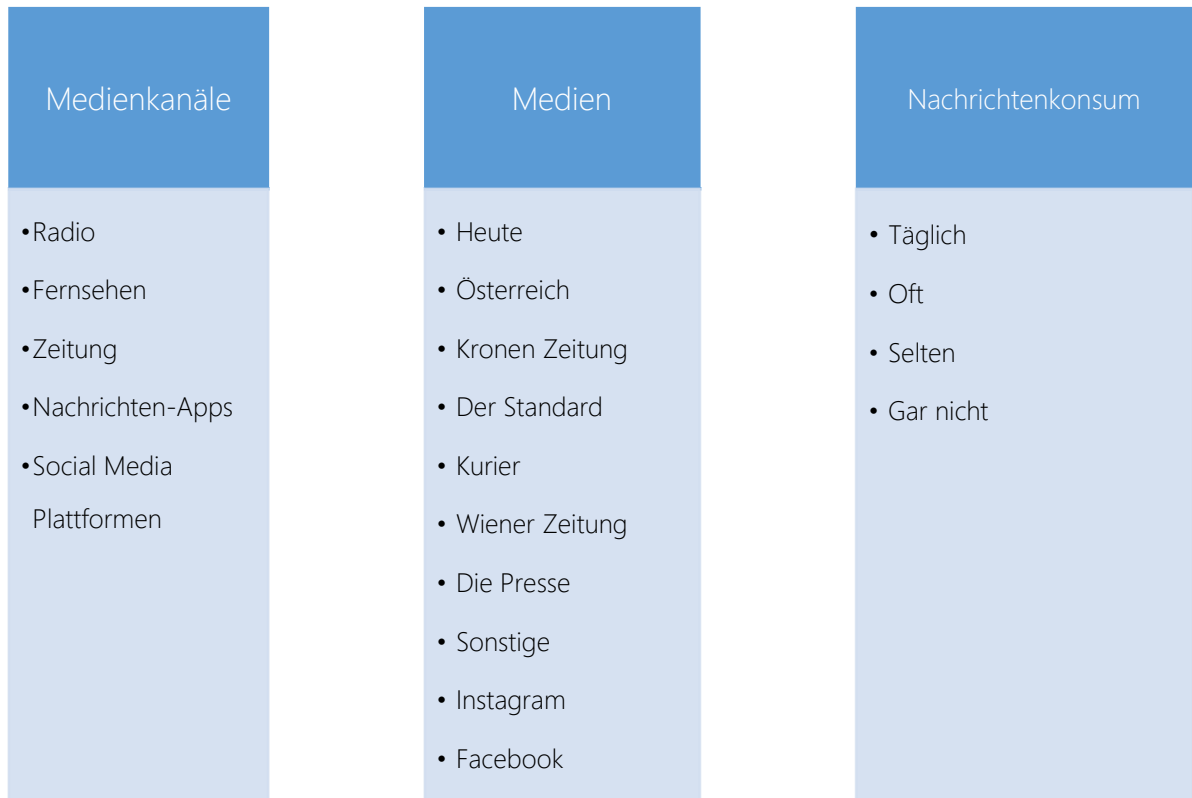 Medienkanäle
•Radio
•Fernsehen
•Zeitung
•Nachrichten-Apps
•Social Media
Plattformen
Medien
• Heute
• Österreich
• Kronen Zeitung
• Der Standard
• Kurier
• Wiener Zeitung
• Die Presse
• Sonstige
• Instagram
• Facebook
Nachrichtenkonsum
• Täglich
• Oft
• Selten
• Gar nicht